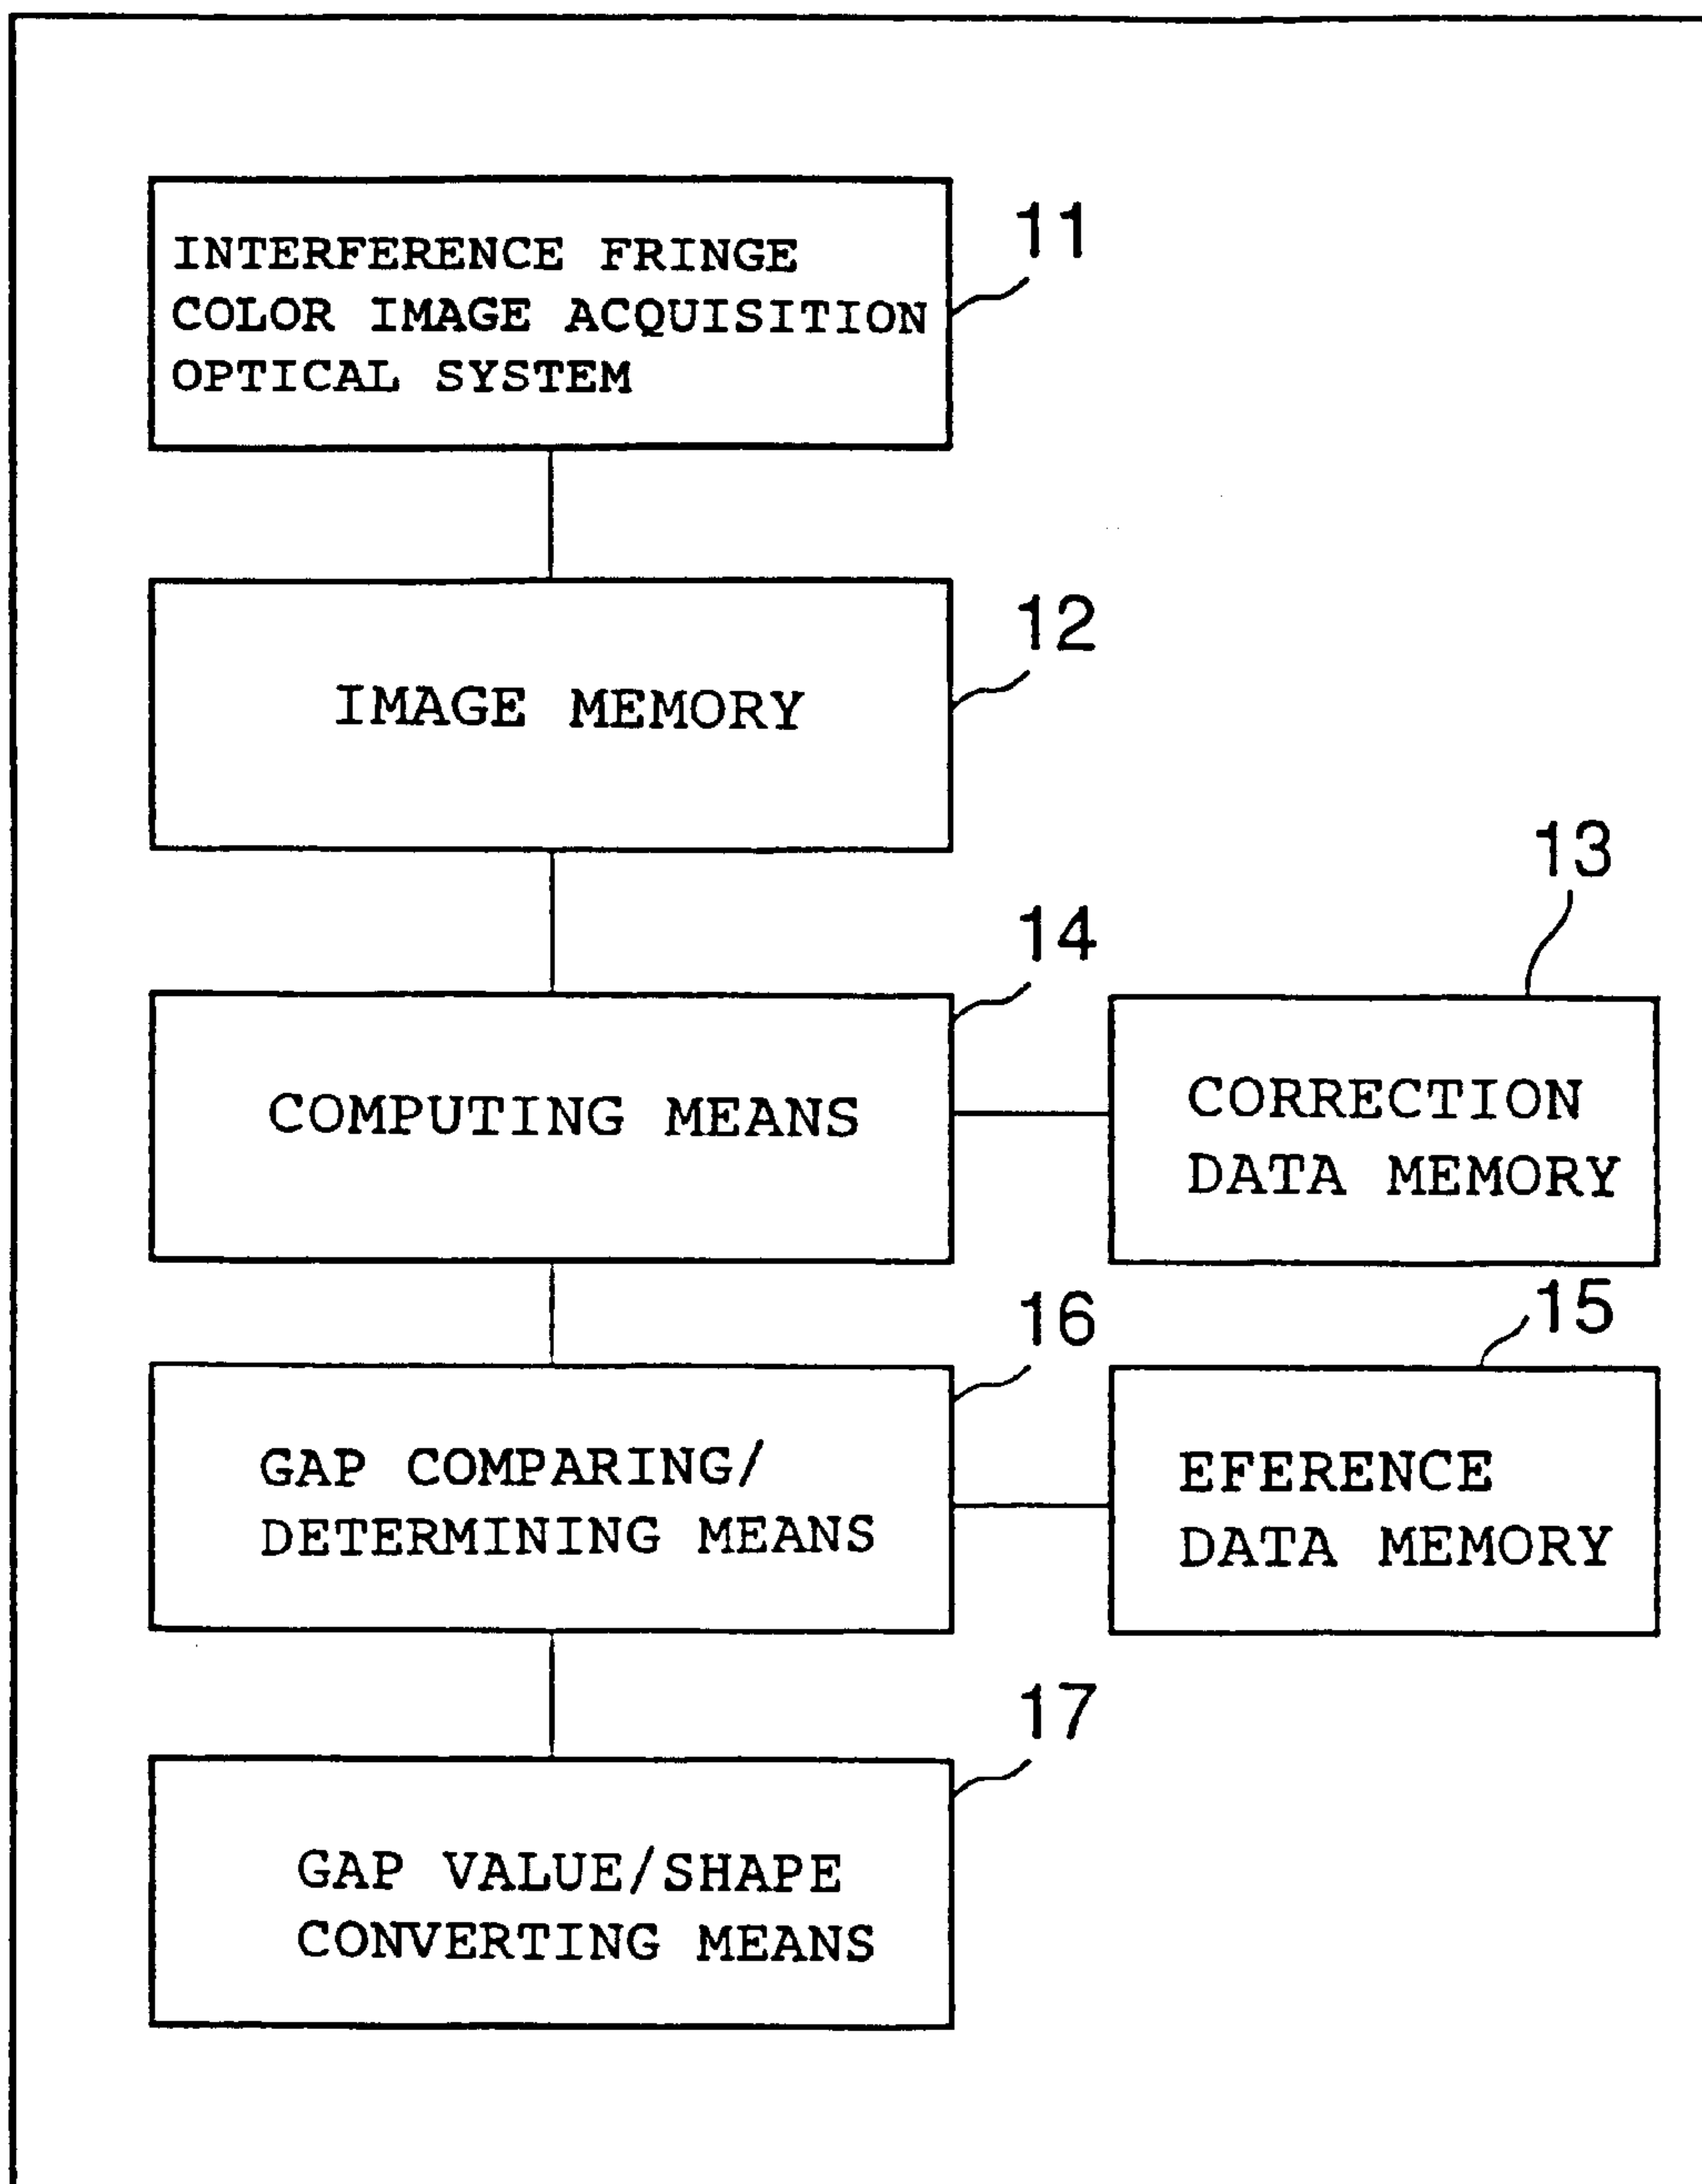 11
INTERFERENCE FRINGE
COLOR IMAGE ACQUISITION
OPTICAL SYSTEM
12
IMAGE MEMORY
13
14
COMPUTING MEANS
CORRECTION
DATA MEMORY
15
16
GAP COMPARING/
DETERMINING MEANS
EFERENCE
DATA MEMORY
17
GAP VALUE/SHAPE
CONVERTING MEANS